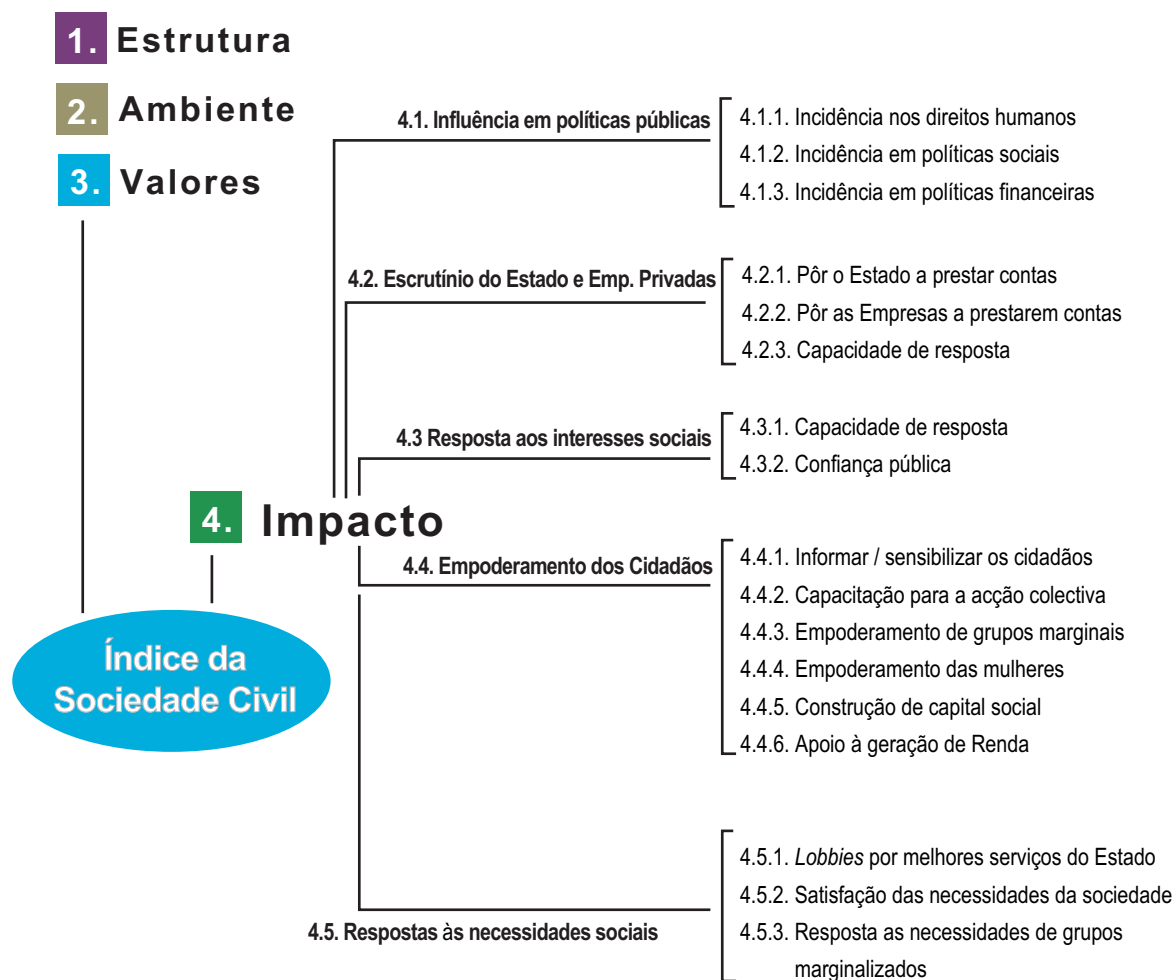 1. Estrutura
2. Ambiente
3. Valores
4.1. Influência em políticas públicas
4.1.1. Incidência nos direitos humanos
4.1.2. Incidência em políticas sociais
4.1.3. Incidência em políticas financeiras
4.2. Escrutínio do Estado e Emp. Privadas
4.2.1. Pôr o Estado a prestar contas
4.2.2. Pôr as Empresas a prestarem contas
4.2.3. Capacidade de resposta
4.3 Resposta aos interesses sociais
4.3.1. Capacidade de resposta
4.3.2. Confiança pública
4. Impacto
4.4. Empoderamento dos Cidadãos
4.4.1. Informar / sensibilizar os cidadãos
4.4.2. Capacitação para a acção colectiva
4.4.3. Empoderamento de grupos marginais
4.4.4. Empoderamento das mulheres
4.4.5. Construção de capital social
4.4.6. Apoio à geração de Renda
Índice da
Sociedade Civil
4.5. Respostas às necessidades sociais
4.5.1. Lobbies por melhores serviços do Estado
4.5.2. Satisfação das necessidades da sociedade
4.5.3. Resposta as necessidades de grupos
marginalizados